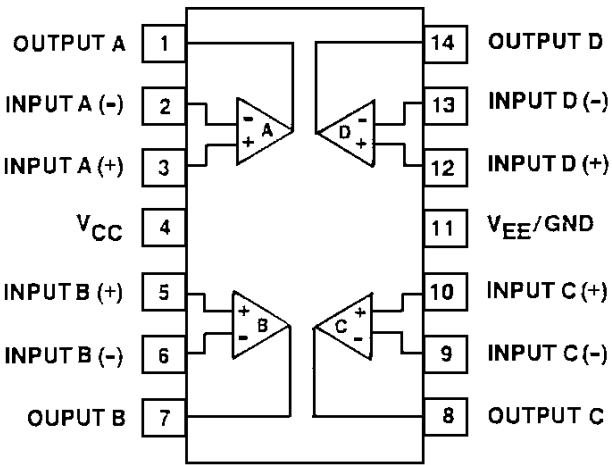 OUTPUT A 1 14 OUTPUT D
INPUT A (-) 2 13 INPUT D (-)
- A + - D +
INPUT A (+) 3 12 INPUT D (+)
VCC 4 11 VEE/GND
INPUT B (+) 5 10 INPUT C (+)
+ B - + C -
INPUT B (-) 6 9 INPUT C (-)
OUPUT B 7 8 OUTPUT C